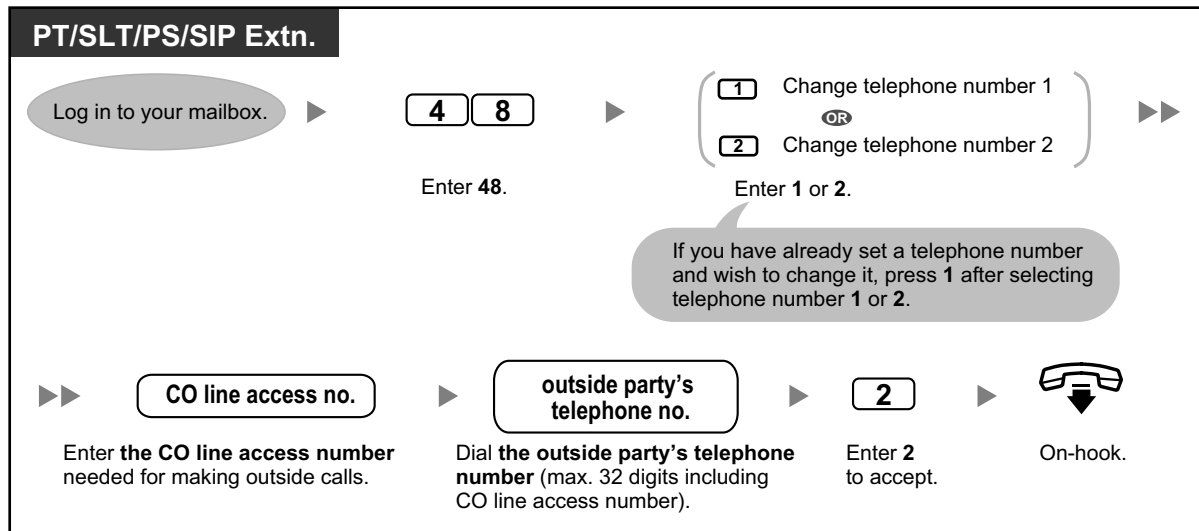 PT/SLT/PS/SIP Extn.
Log in to your mailbox.
4 8
Enter 48.
1 Change telephone number 1
OR
2 Change telephone number 2
Enter 1 or 2.
If you have already set a telephone number
and wish to change it, press 1 after selecting
telephone number 1 or 2.
CO line access no.
Enter the CO line access number
needed for making outside calls.
outside party's
telephone no.
Dial the outside party's telephone
number (max. 32 digits including
CO line access number).
2
Enter 2
to accept.
On-hook.